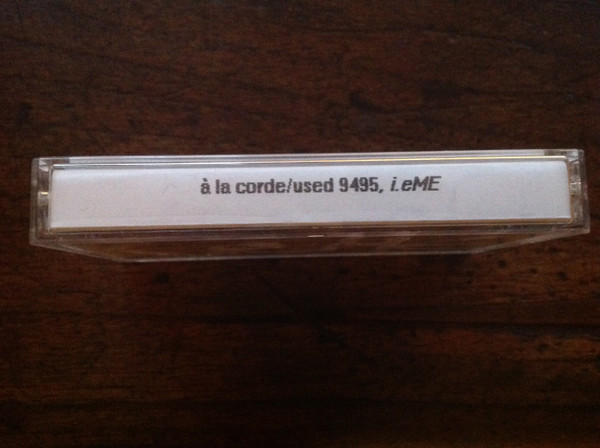 à la corde/used 9495, i.eME